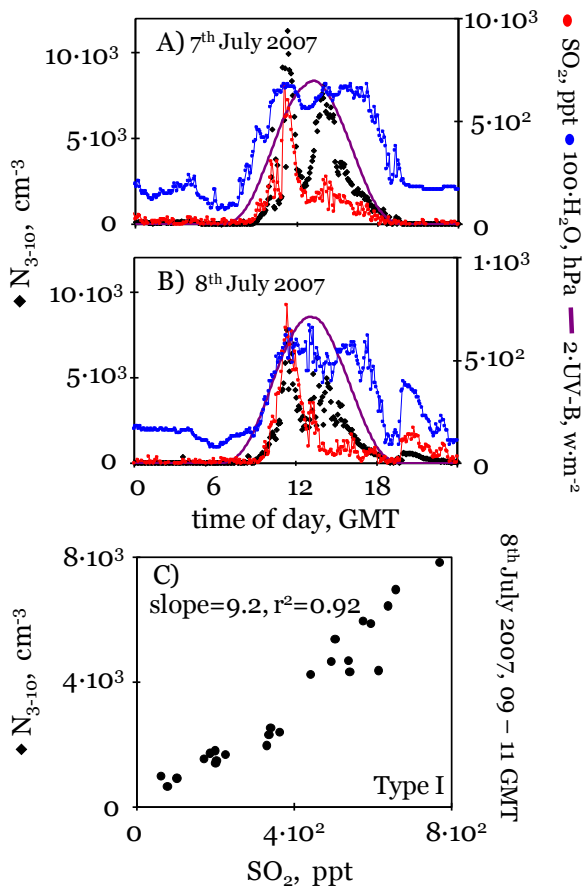 A) 7th July 2007
10·10³
5·10³
0
10·10²
5·10²
0
B) 8th July 2007
10·10³
5·10³
0
1·10³
5·10²
0
0 6 12 18
time of day, GMT
◆ N3-10, cm-3
● SO2, ppt ● 100·H2O, hPa — 2·UV-B, w·m-2
C)
slope=9.2, r²=0.92
Type I
8·10³
4·10³
0
0 4·10² 8·10²
SO2, ppt
◆ N3-10, cm-3
8th July 2007, 09 – 11 GMT